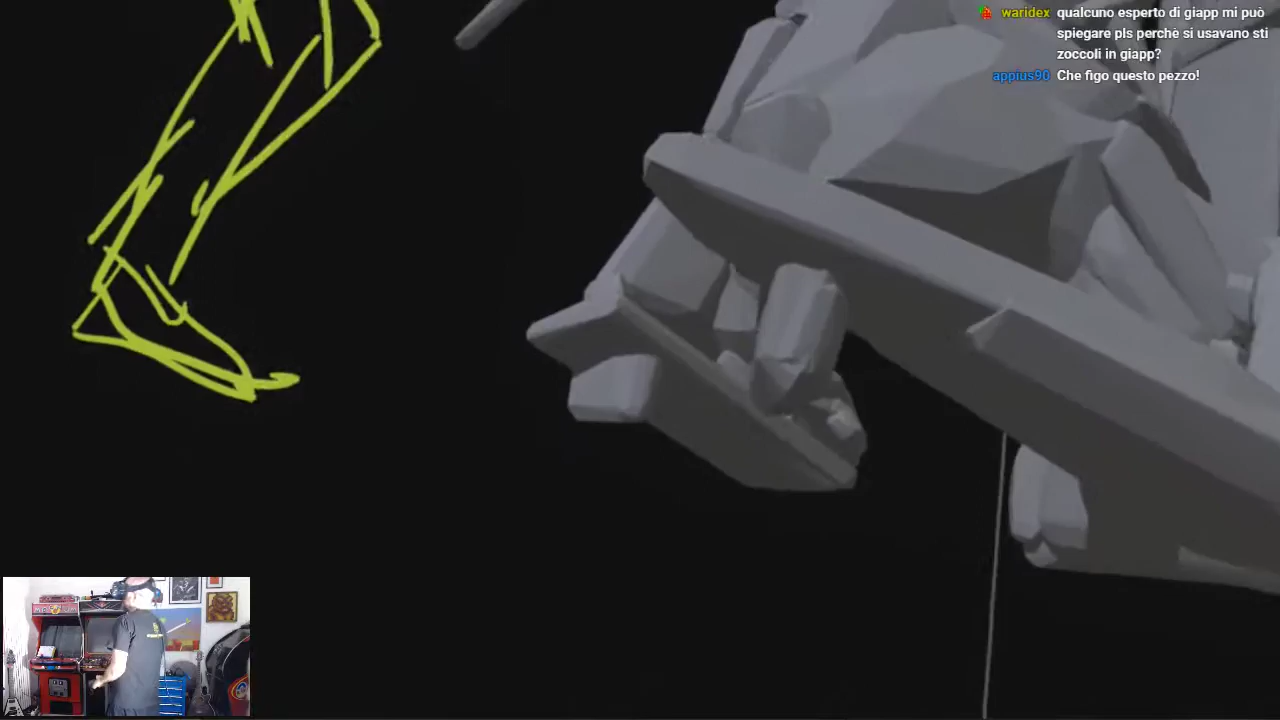 waridex qualcuno esperto di giapp mi può
spiegare pls perchè si usavano sti
zoccoli in giapp?
appius90 Che figo questo pezzo!